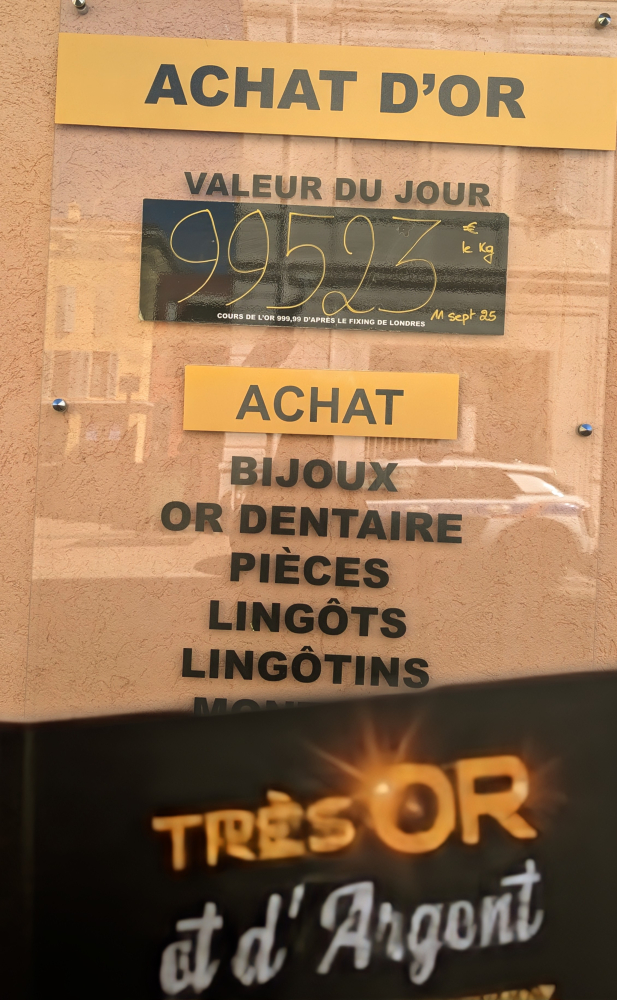 ACHAT D'OR
VALEUR DU JOUR
99523 € le Kg
COURS DE L'OR 999,99 D'APRÈS LE FIXING DE LONDRES
11 sept 25
ACHAT
BIJOUX
OR DENTAIRE
PIÈCES
LINGÔTS
LINGÔTINS
TRÈS OR
et d'Argent